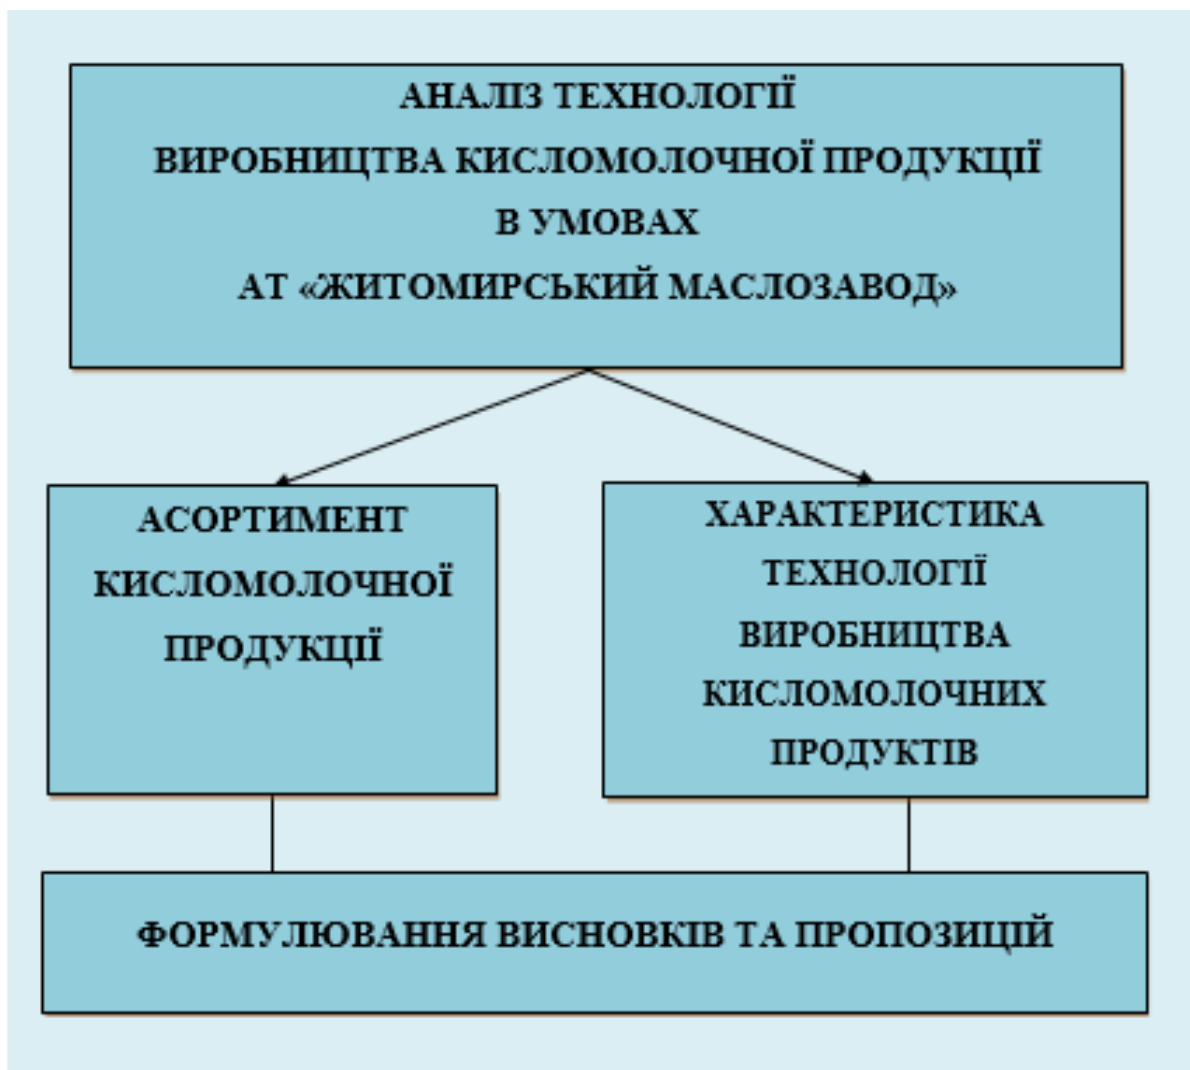 АНАЛІЗ ТЕХНОЛОГІЇ
ВИРОБНИЦТВА КИСЛОМОЛОЧНОЇ ПРОДУКЦІЇ
В УМОВАХ
АТ «ЖИТОМИРСЬКИЙ МАСЛОЗАВОД»
АСОРТИМЕНТ
КИСЛОМОЛОЧНОЇ
ПРОДУКЦІЇ
ХАРАКТЕРИСТИКА
ТЕХНОЛОГІЇ
ВИРОБНИЦТВА
КИСЛОМОЛОЧНИХ
ПРОДУКТІВ
ФОРМУЛЮВАННЯ ВИСНОВКІВ ТА ПРОПОЗИЦІЙ